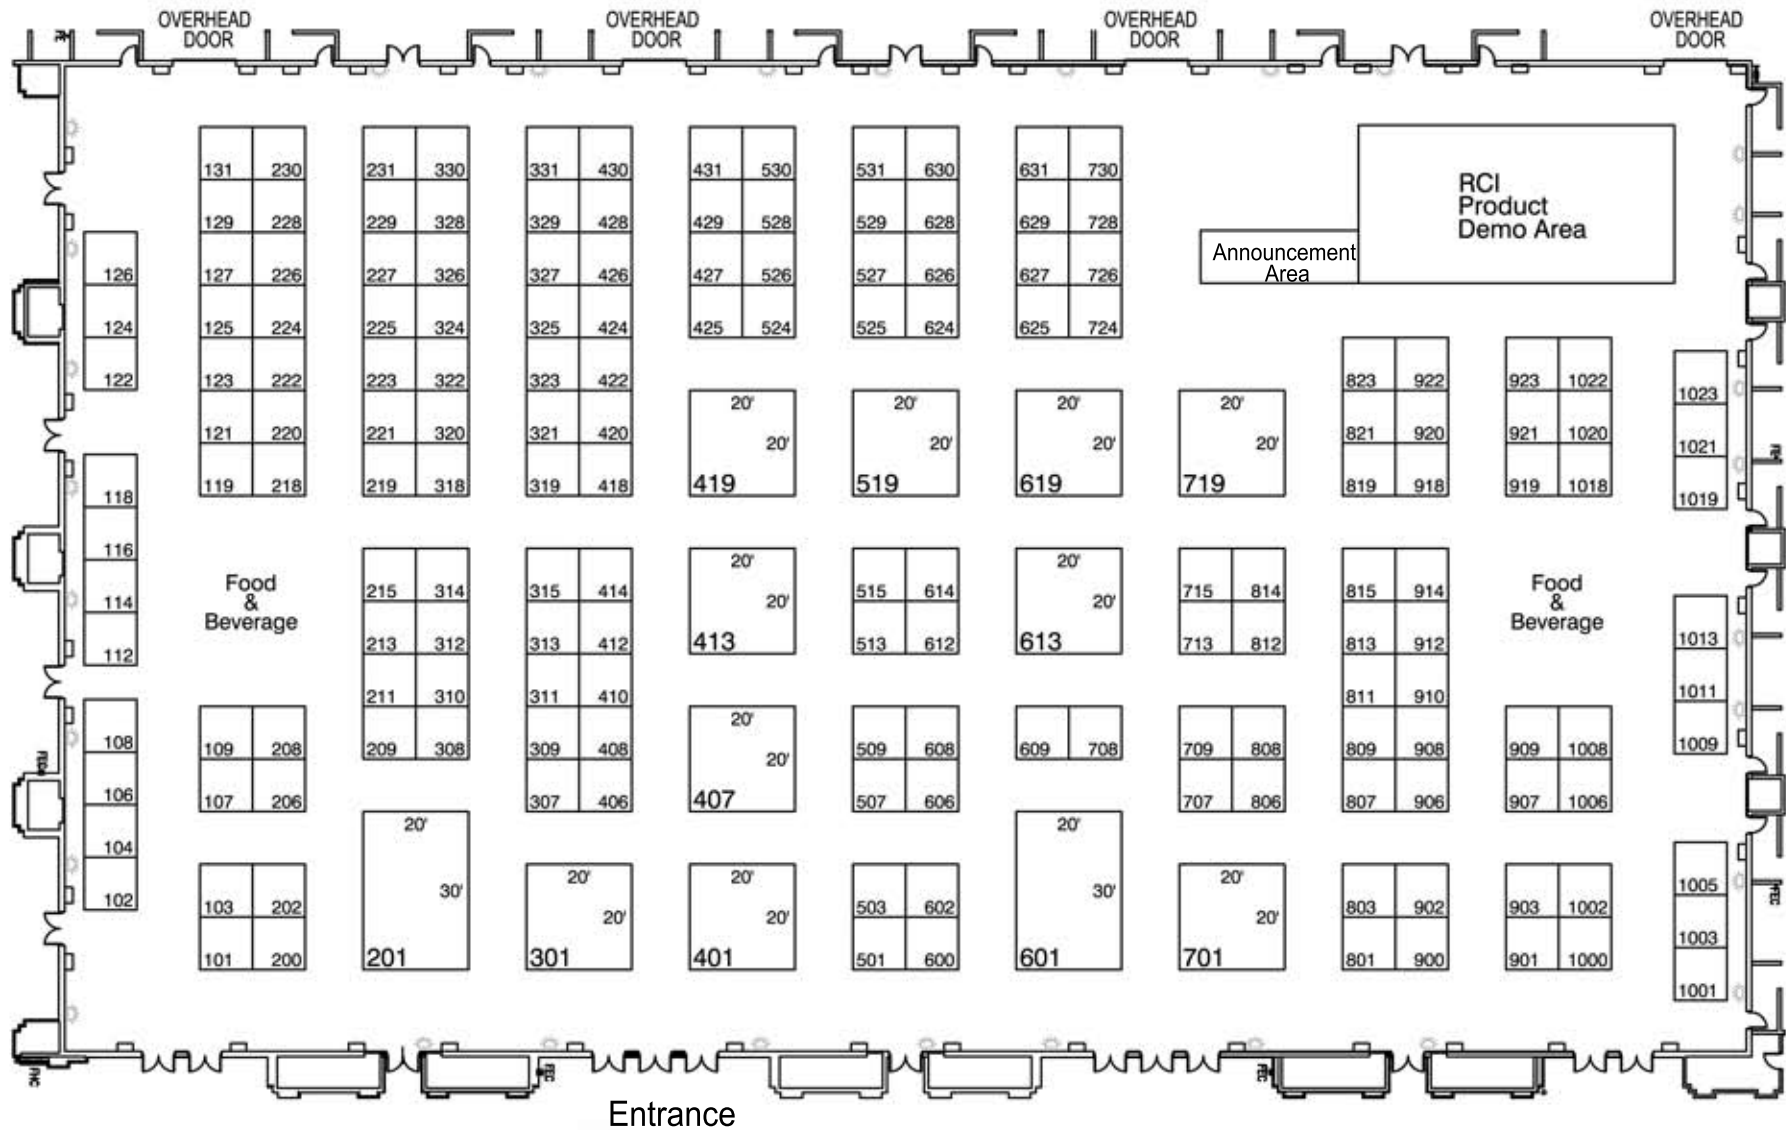 OVERHEAD
DOOR
OVERHEAD
DOOR
OVERHEAD
DOOR
OVERHEAD
DOOR
131 230 231 330 331 430 431 530 531 630 631 730
129 228 229 328 329 428 429 528 529 628 629 728
127 226 227 326 327 426 427 526 527 626 627 726
125 224 225 324 325 424 425 524 525 624 625 724
RCI
Product
Demo Area
Announcement
Area
126
124
122
123 222 223 322 323 422 823 922 923 1022
20' 20' 20' 20'
121 220 221 320 321 420 821 920 921 1020
20' 20' 20' 20'
119 218 219 318 319 418 419 519 619 719 819 918 919 1018
1023
1021
1019
118
116
114
112
Food
&
Beverage
215 314 315 414 20' 515 614 20' 715 814 815 914
20' 20'
213 312 313 412 413 513 612 613 713 812 813 912
211 310 311 410 811 910
Food
&
Beverage
1013
1011
1009
108
106
104
102
20'
109 208 209 308 309 408 20' 509 608 609 708 709 808 809 908 909 1008
107 206 307 406 407 507 606 707 806 807 906 907 1006
20' 20'
20' 20' 20'
30' 30'
103 202 20' 20' 503 602 20' 803 902 903 1002
101 200 201 301 401 501 600 601 701 801 900 901 1000
1005
1003
1001
FEC
FEC
FEC
FHC
Entrance